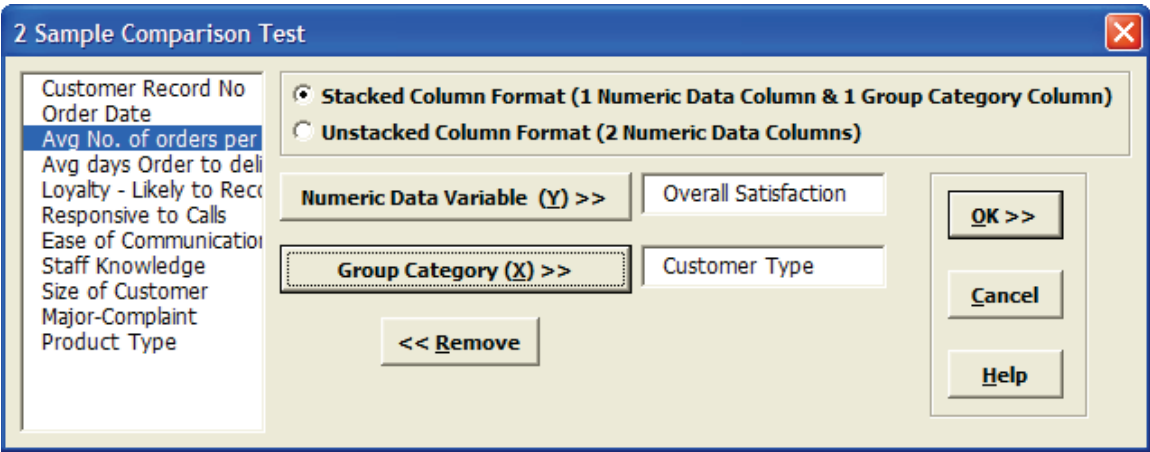 2 Sample Comparison Test
Customer Record No
Order Date
Avg No. of orders per
Avg days Order to deli
Loyalty - Likely to Reco
Responsive to Calls
Ease of Communication
Staff Knowledge
Size of Customer
Major-Complaint
Product Type
Stacked Column Format (1 Numeric Data Column & 1 Group Category Column)
Unstacked Column Format (2 Numeric Data Columns)
Numeric Data Variable (Y) >>
Overall Satisfaction
Group Category (X) >>
Customer Type
<< Remove
OK >>
Cancel
Help